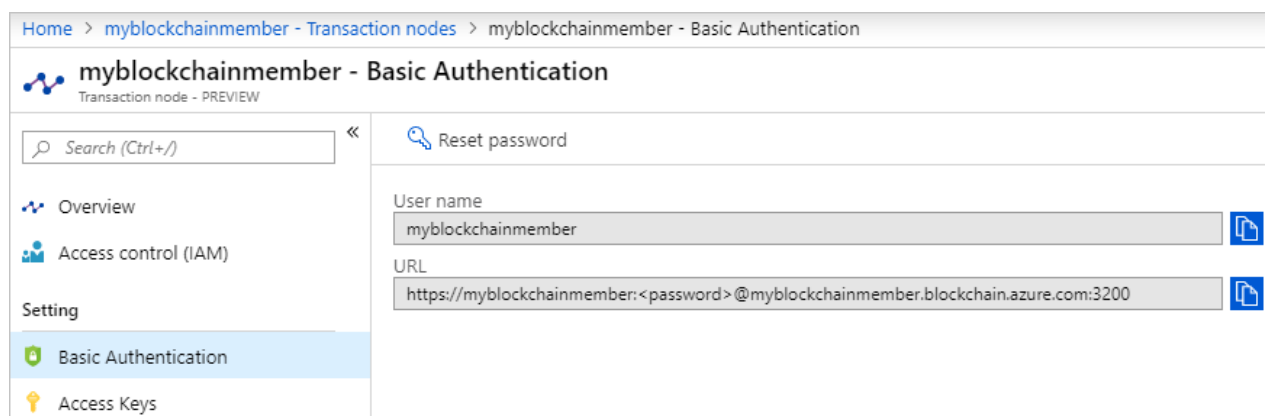 Home > myblockchainmember - Transaction nodes > myblockchainmember - Basic Authentication
myblockchainmember - Basic Authentication
Transaction node - PREVIEW
Search (Ctrl+/)
«
Overview
Access control (IAM)
Setting
Basic Authentication
Access Keys
Reset password
User name
myblockchainmember
URL
https://myblockchainmember:<password>@myblockchainmember.blockchain.azure.com:3200